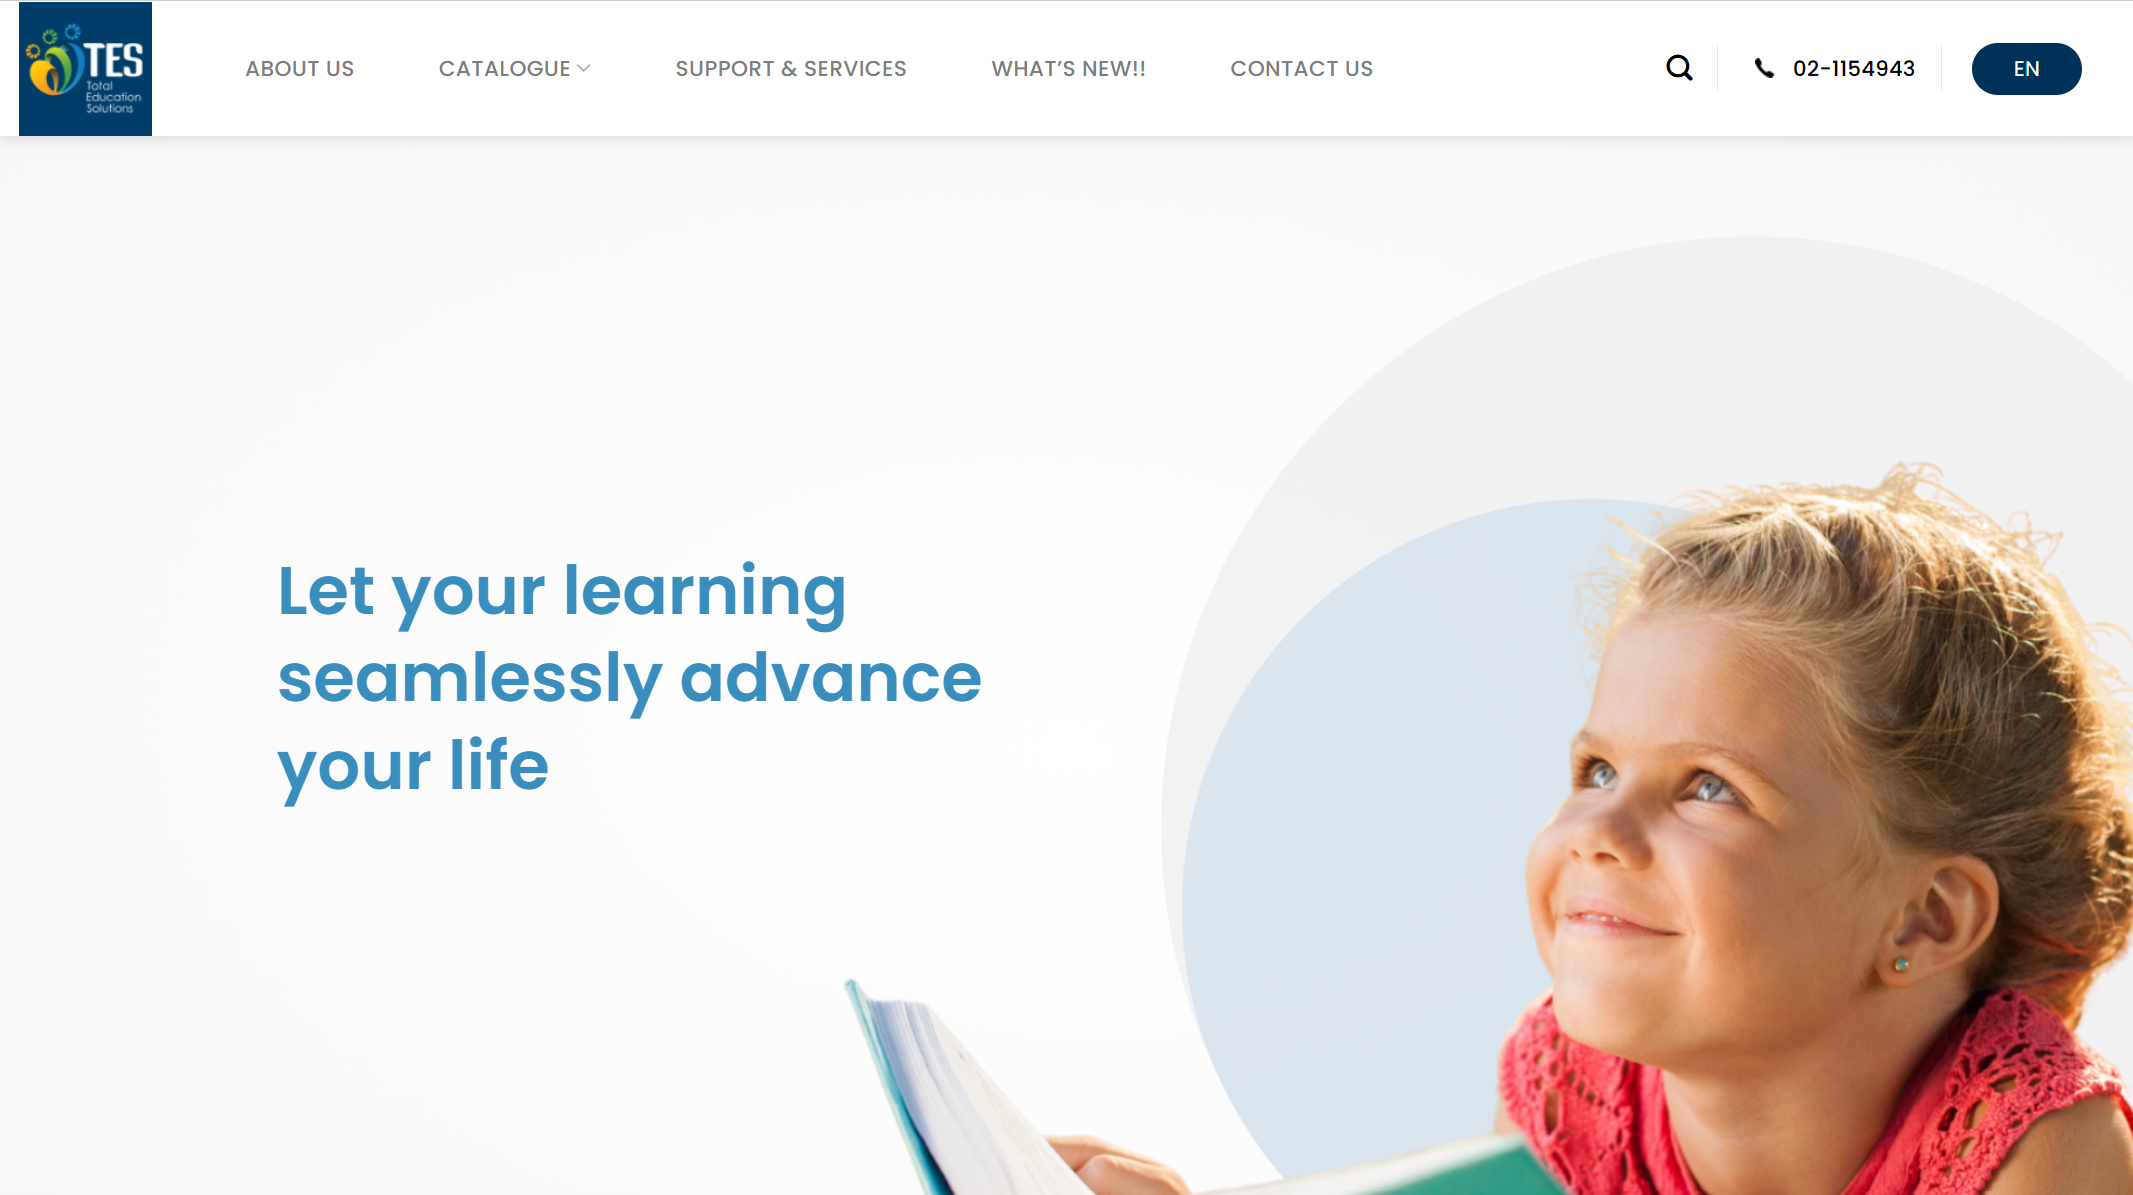 TES
Total
Education
Solutions
ABOUT US
CATALOGUE
SUPPORT & SERVICES
WHAT’S NEW!!
CONTACT US
02-1154943
EN
Let your learning
seamlessly advance
your life